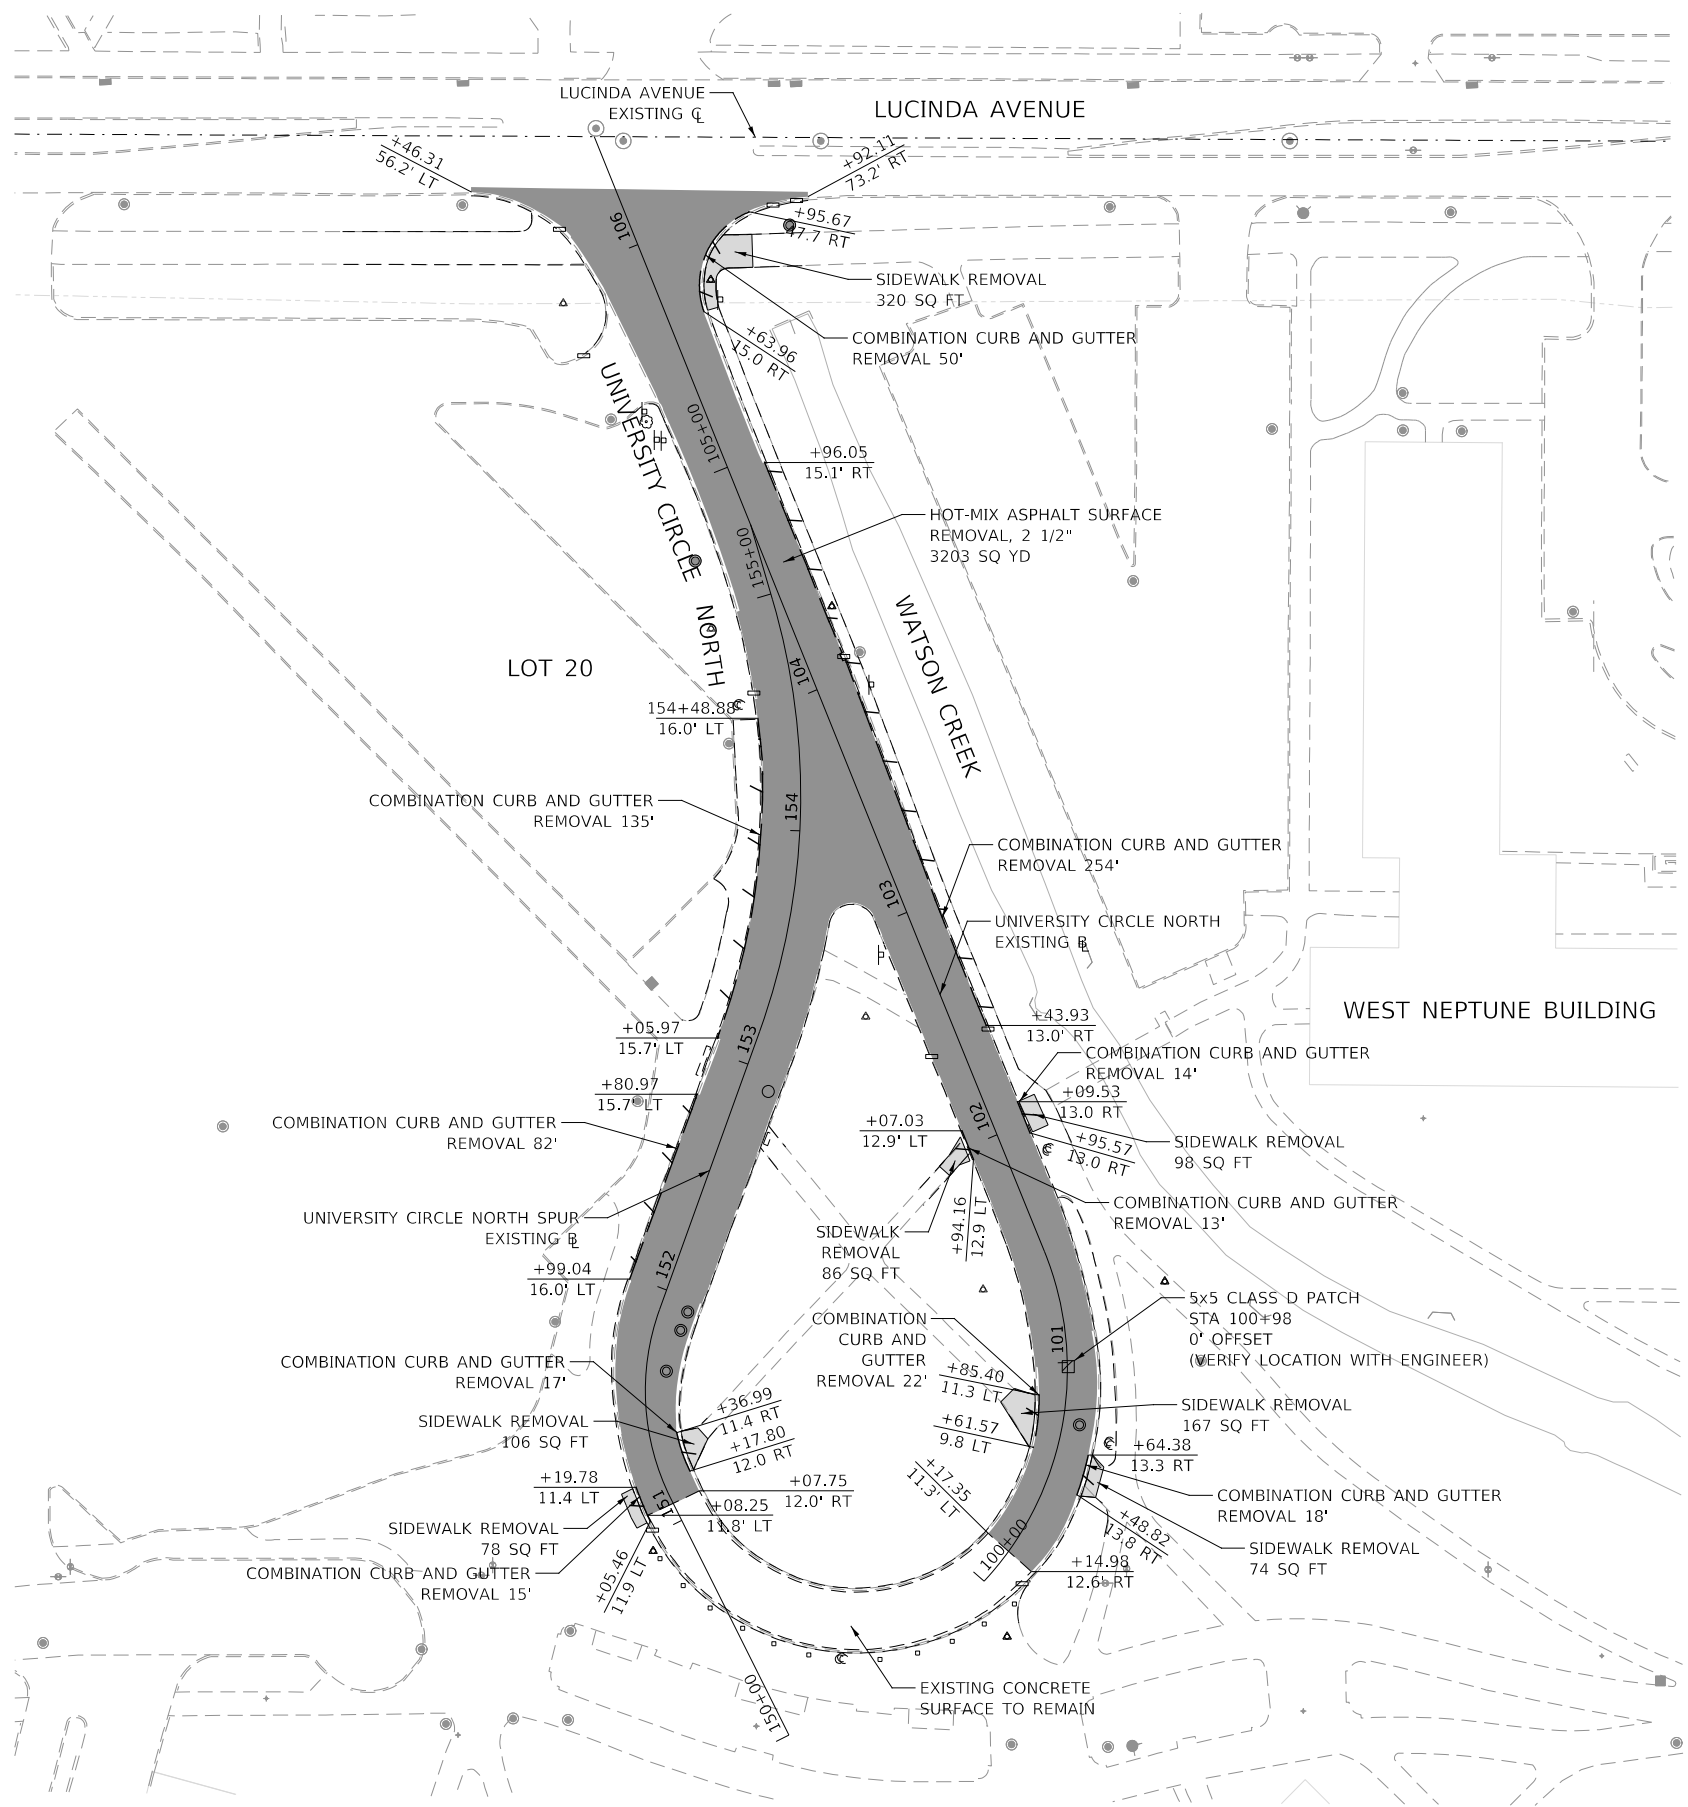 LUCINDA AVENUE
EXISTING ℄
LUCINDA AVENUE
+46.31
56.2' LT
+92.11
73.2' RT
+95.67
47.7 RT
106
SIDEWALK REMOVAL
320 SQ FT
+63.96
15.0 RT
COMBINATION CURB AND GUTTER
REMOVAL 50'
UNIVERSITY CIRCLE NORTH
105+00
+96.05
15.1' RT
HOT-MIX ASPHALT SURFACE
REMOVAL, 2 1/2"
3203 SQ YD
155+00
WATSON CREEK
LOT 20
104
154+48.88
16.0' LT
154
COMBINATION CURB AND GUTTER
REMOVAL 135'
COMBINATION CURB AND GUTTER
REMOVAL 254'
103
UNIVERSITY CIRCLE NORTH
EXISTING BL
WEST NEPTUNE BUILDING
+05.97
15.7' LT
153
+43.93
13.0' RT
COMBINATION CURB AND GUTTER
REMOVAL 14'
+80.97
15.7' LT
+09.53
13.0 RT
+07.03
12.9' LT
102
+95.57
13.0 RT
SIDEWALK REMOVAL
98 SQ FT
COMBINATION CURB AND GUTTER
REMOVAL 82'
COMBINATION CURB AND GUTTER
REMOVAL 13'
+94.16
12.9 LT
UNIVERSITY CIRCLE NORTH SPUR
EXISTING BL
SIDEWALK
REMOVAL
86 SQ FT
152
+99.04
16.0' LT
5x5 CLASS D PATCH
STA 100+98
0' OFFSET
(VERIFY LOCATION WITH ENGINEER)
COMBINATION
CURB AND
GUTTER
REMOVAL 22'
101
COMBINATION CURB AND GUTTER
REMOVAL 17'
+85.40
11.3 LT
+36.99
11.4 RT
SIDEWALK REMOVAL
167 SQ FT
SIDEWALK REMOVAL
106 SQ FT
+17.80
12.0 RT
+61.57
9.8 LT
+64.38
13.3 RT
+19.78
11.4 LT
+07.75
12.0' RT
+17.35
11.3' LT
151
+08.25
11.8' LT
COMBINATION CURB AND GUTTER
REMOVAL 18'
SIDEWALK REMOVAL
78 SQ FT
+48.82
13.8 RT
100+00
SIDEWALK REMOVAL
74 SQ FT
COMBINATION CURB AND GUTTER
REMOVAL 15'
+05.46
11.9 LT
+14.98
12.6' RT
150+00
EXISTING CONCRETE
SURFACE TO REMAIN